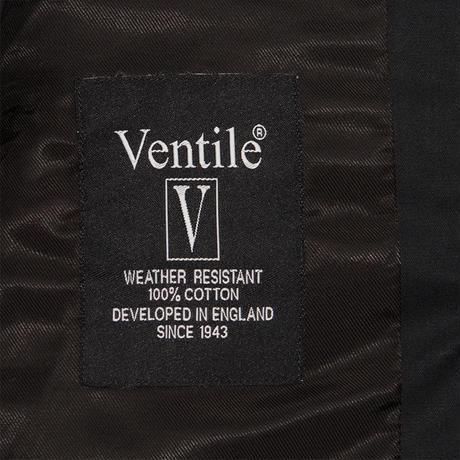 Ventile®
V
WEATHER RESISTANT
100% COTTON
DEVELOPED IN ENGLAND
SINCE 1943